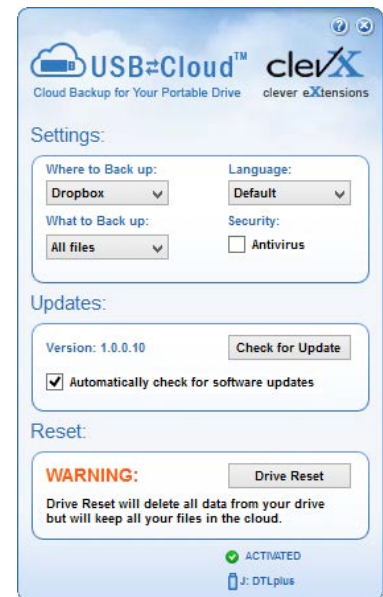 USB⇄Cloud™ clevX
Cloud Backup for Your Portable Drive clever eXtensions
Settings:
Where to Back up: Language:
Dropbox Default
What to Back up: Security:
All files Antivirus
Updates:
Version: 1.0.0.10 Check for Update
Automatically check for software updates
Reset:
WARNING: Drive Reset
Drive Reset will delete all data from your drive
but will keep all your files in the cloud.
ACTIVATED
J: DTLplus